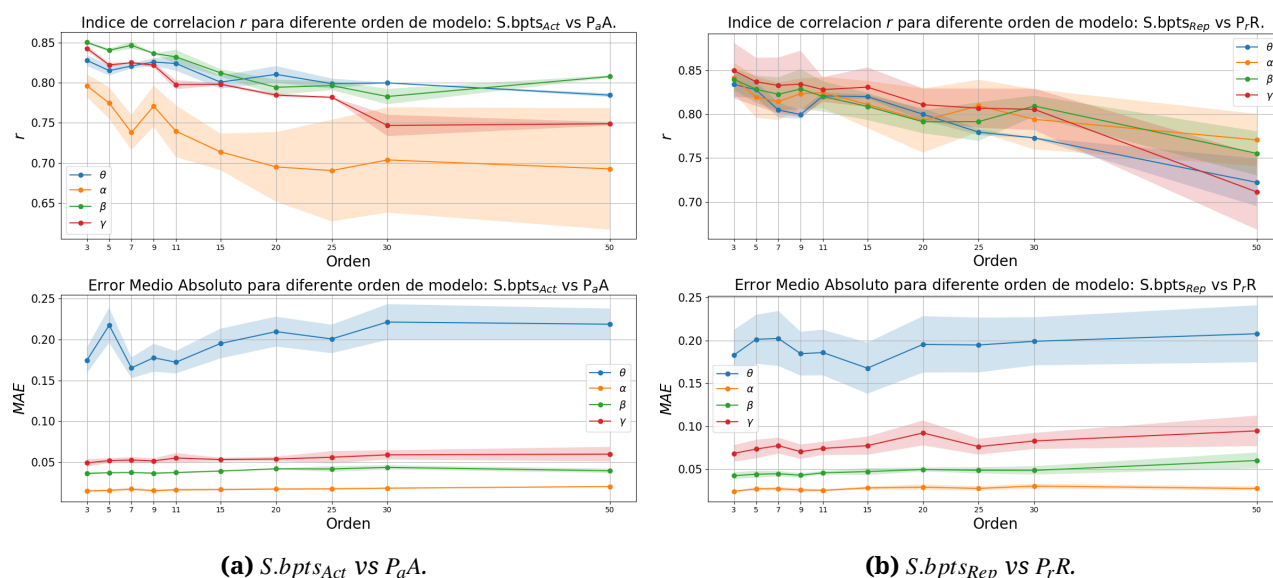 Indice de correlacion r para diferente orden de modelo: S.bpts_Act vs P_aA.
r
0.85
0.80
0.75
0.70
0.65
θ
α
β
γ
3 5 7 9 11 15 20 25 30 50
Orden
Error Medio Absoluto para diferente orden de modelo: S.bpts_Act vs P_aA
MAE
0.25
0.20
0.15
0.10
0.05
θ
α
β
γ
3 5 7 9 11 15 20 25 30 50
Orden
(a) S.bpts_Act vs P_aA.
Indice de correlacion r para diferente orden de modelo: S.bpts_Rep vs P_rR.
r
0.85
0.80
0.75
0.70
θ
α
β
γ
3 5 7 9 11 15 20 25 30 50
Orden
Error Medio Absoluto para diferente orden de modelo: S.bpts_Rep vs P_rR
MAE
0.25
0.20
0.15
0.10
0.05
θ
α
β
γ
3 5 7 9 11 15 20 25 30 50
Orden
(b) S.bpts_Rep vs P_rR.